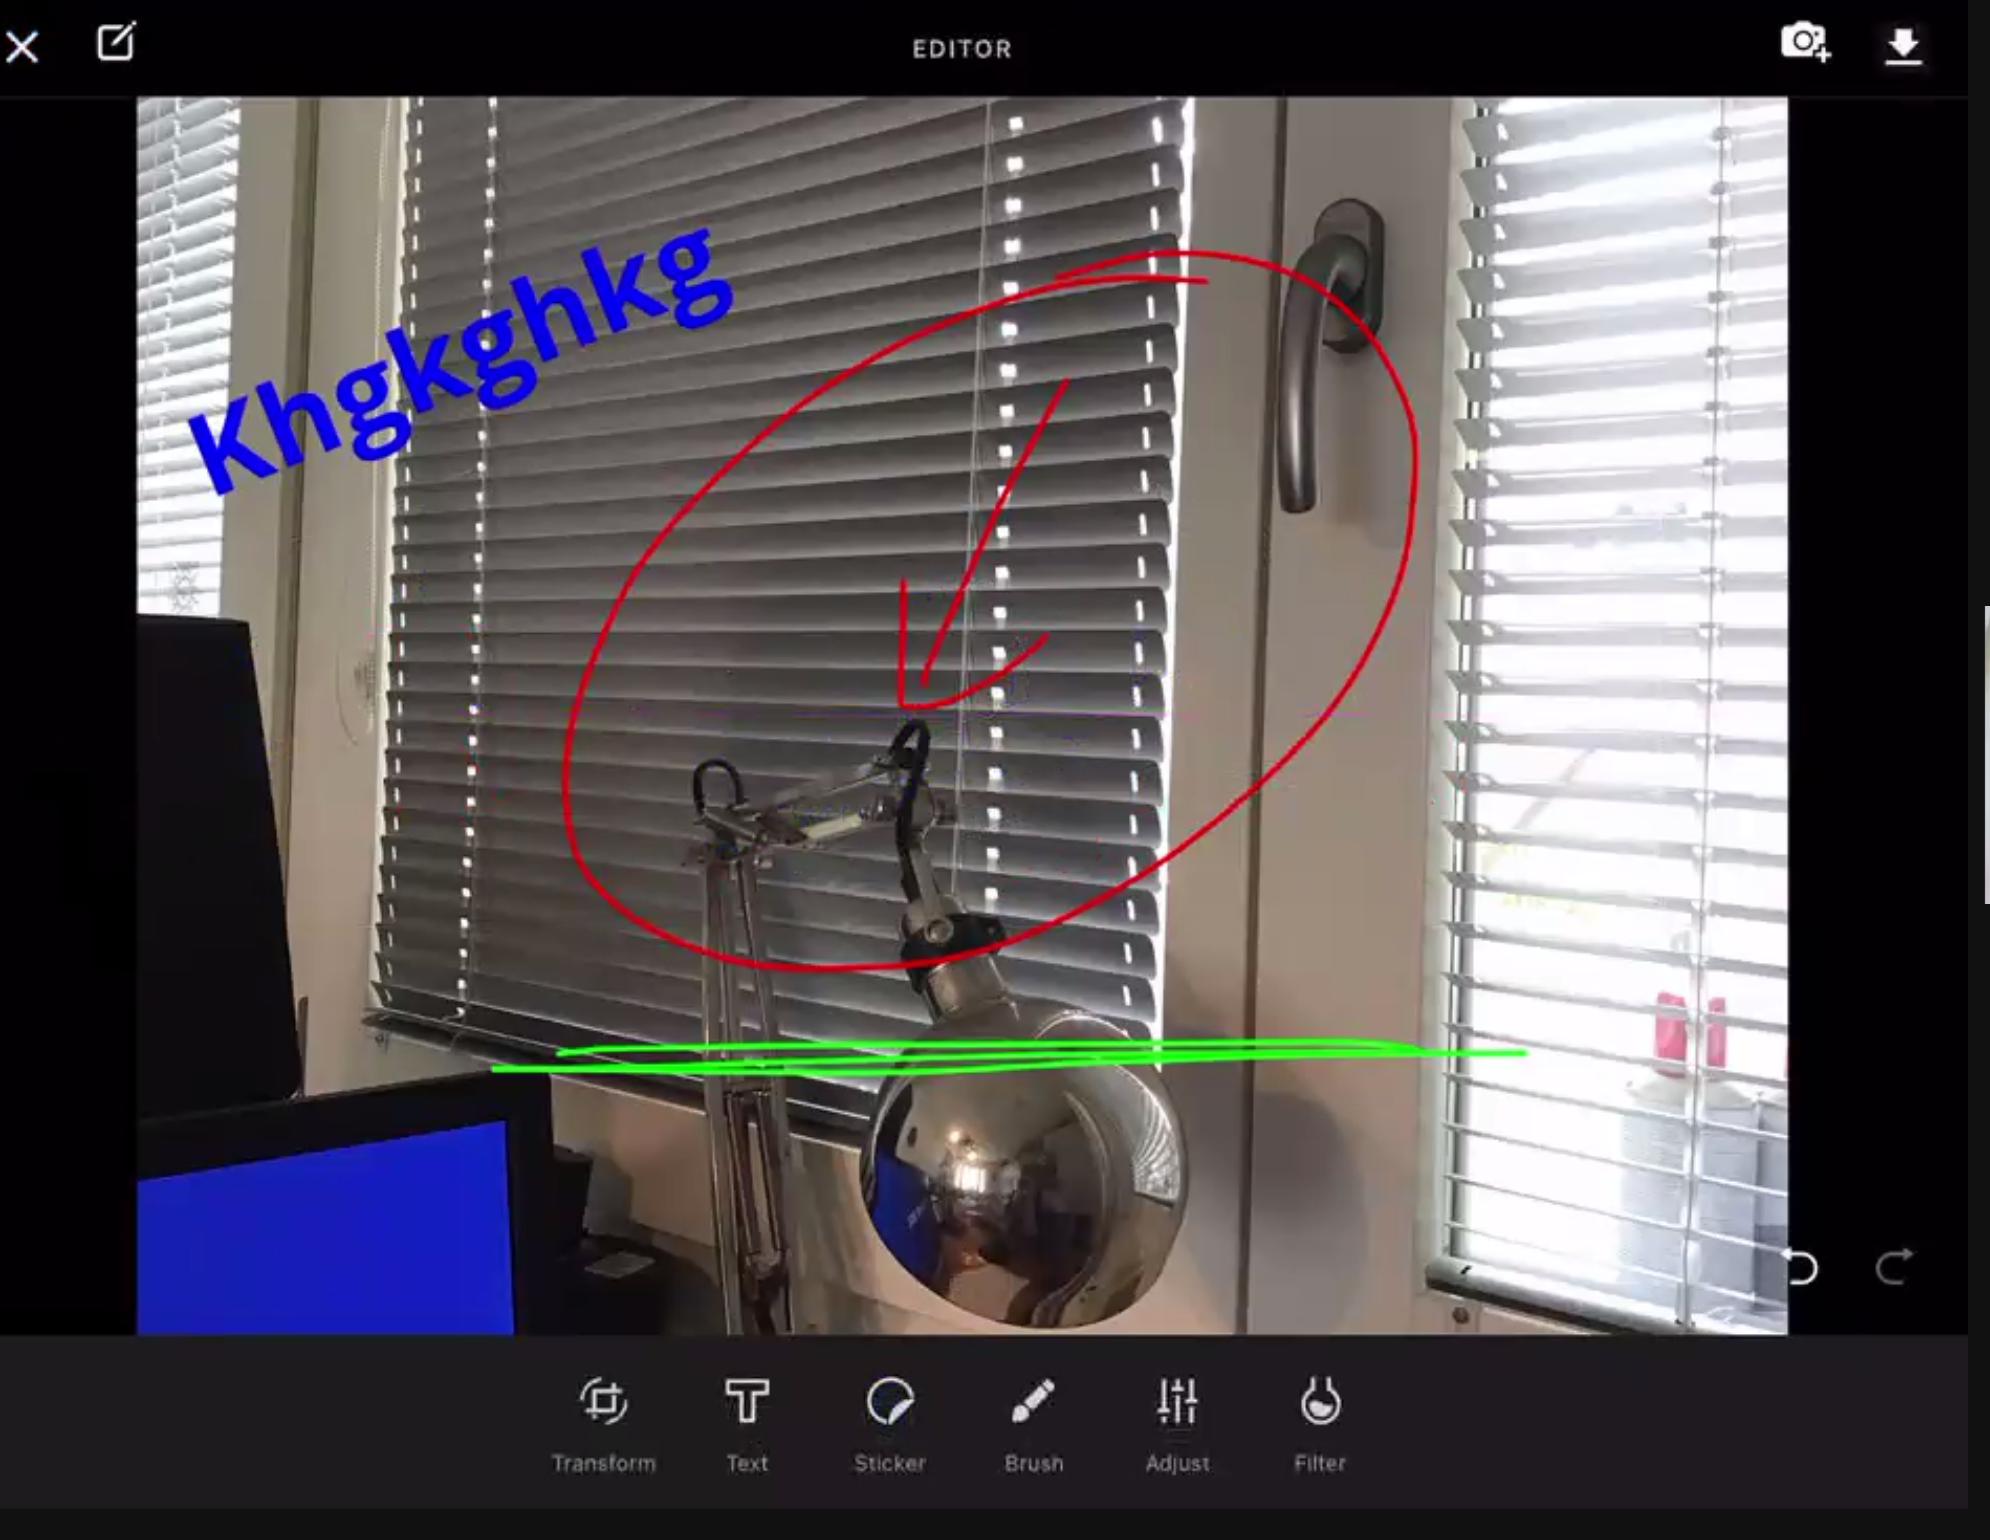 EDITOR
Khgkghkg
Transform
Text
Sticker
Brush
Adjust
Filter